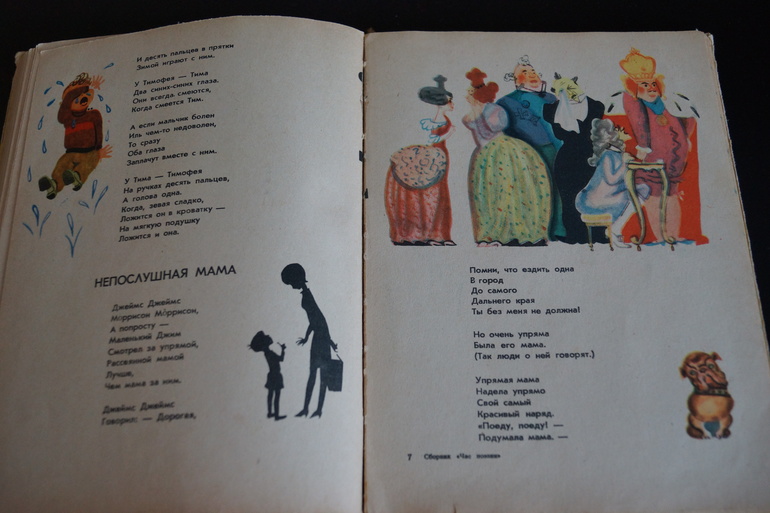 И десять пальцев в прятки
Зимой играют с ним.
У Тимофея — Тима
Два синих-синих глаза.
Они всегда смеются,
Когда смеется Тим.
А если мальчик болен
Иль чем-то недоволен,
То сразу
Оба глаза
Заплачут вместе с ним.
У Тима — Тимофея
На ручках десять пальцев,
А голова одна.
Когда, зевая сладко,
Ложится он в кроватку —
На мягкую подушку
Ложится и она.
НЕПОСЛУШНАЯ МАМА
Джеймс Джеймс
Моррисон Моррисон,
А попросту —
Маленький Джим
Смотрел за упрямой,
Рассеянной мамой
Лучше,
Чем мама за ним.
Джеймс Джеймс
Говорил: — Дорогая,
Помни, что ездить одна
В город
До самого
Дальнего края
Ты без меня не должна!
Но очень упряма
Была его мама.
(Так люди о ней говорят.)
Упрямая мама
Надела упрямо
Свой самый
Красивый наряд.
«Поеду, поеду! —
Подумала мама. —
7 Сборник «Час поэзии»